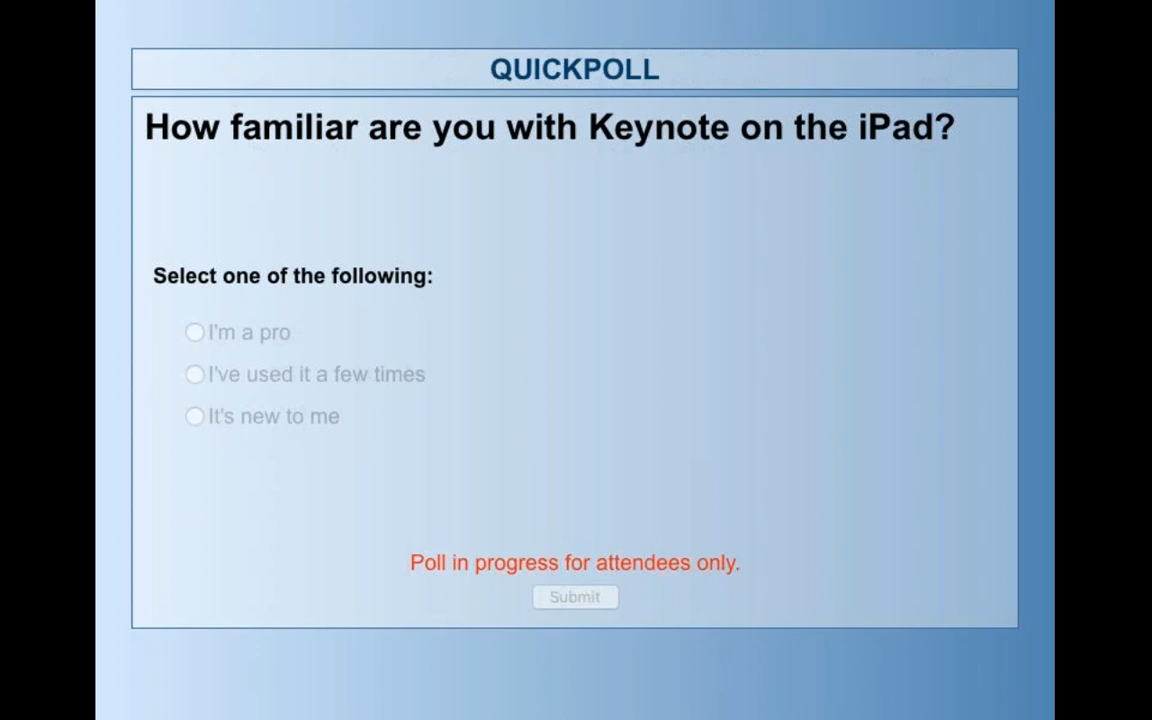 QUICKPOLL
How familiar are you with Keynote on the iPad?
Select one of the following:
I'm a pro
I've used it a few times
It's new to me
Poll in progress for attendees only.
Submit